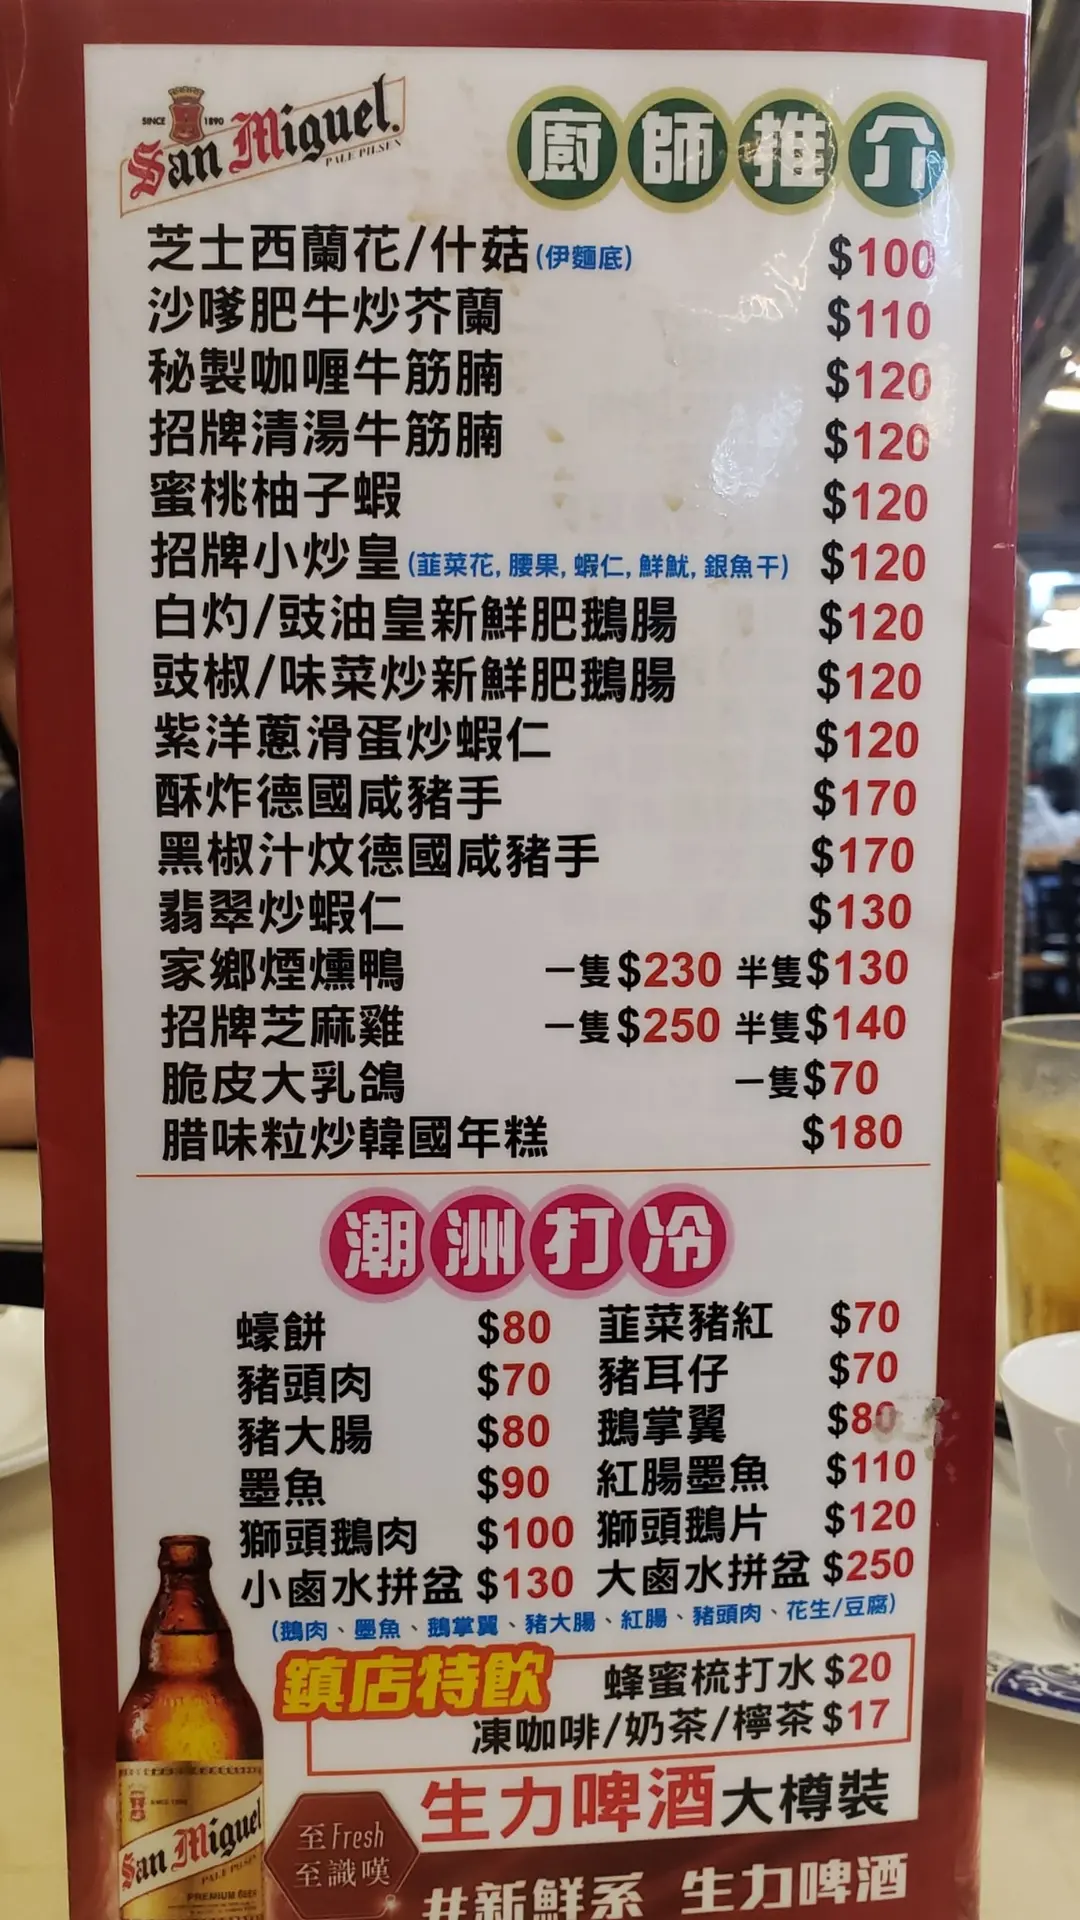 SINCE 1890
San Miguel.
PALE PILSEN
廚師推介
芝士西蘭花/什菇(伊麵底) $100
沙嗲肥牛炒芥蘭 $110
秘製咖喱牛筋腩 $120
招牌清湯牛筋腩 $120
蜜桃柚子蝦 $120
招牌小炒皇(韮菜花, 腰果, 蝦仁, 鮮魷, 銀魚干) $120
白灼/豉油皇新鮮肥鵝腸 $120
豉椒/味菜炒新鮮肥鵝腸 $120
紫洋蔥滑蛋炒蝦仁 $120
酥炸德國咸豬手 $170
黑椒汁炆德國咸豬手 $170
翡翠炒蝦仁 $130
家鄉煙燻鴨 一隻$230 半隻$130
招牌芝麻雞 一隻$250 半隻$140
脆皮大乳鴿 一隻$70
腊味粒炒韓國年糕 $180
潮洲打冷
蠔餅 $80 韮菜豬紅 $70
豬頭肉 $70 豬耳仔 $70
豬大腸 $80 鵝掌翼 $80
墨魚 $90 紅腸墨魚 $110
獅頭鵝肉 $100 獅頭鵝片 $120
小鹵水拼盆 $130 大鹵水拼盆 $250
(鵝肉、墨魚、鵝掌翼、豬大腸、紅腸、豬頭肉、花生/豆腐)
鎮店特飲
蜂蜜梳打水 $20
凍咖啡/奶茶/檸茶 $17
生力啤酒大樽裝
至Fresh
至識嘆
#新鮮系 生力啤酒
San Miguel
PALE PILSEN
PREMIUM BEER